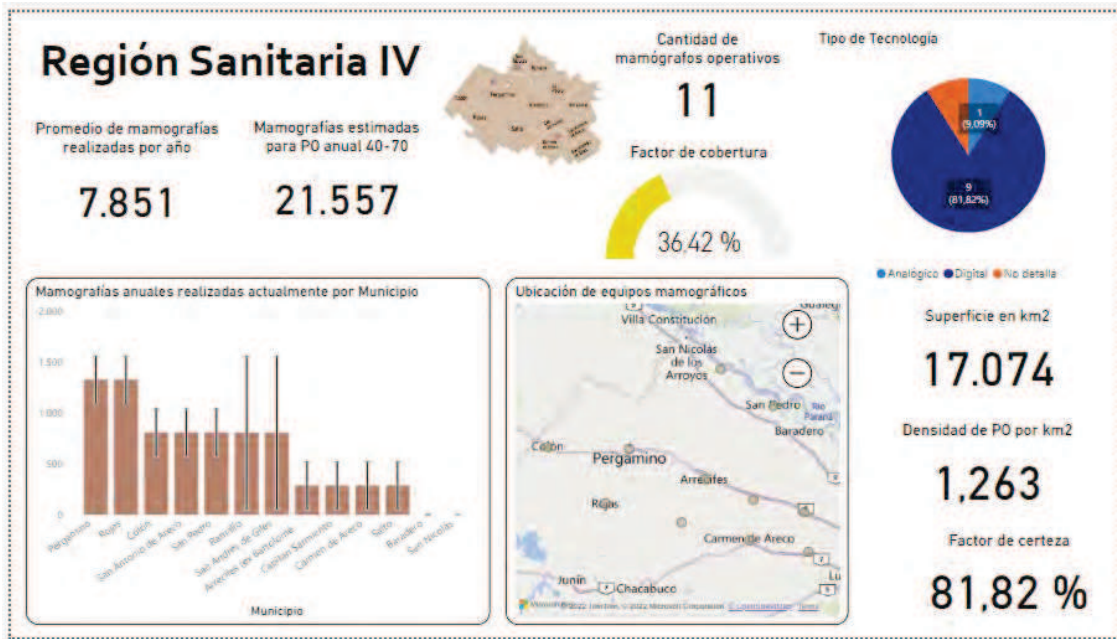 Región Sanitaria IV
Promedio de mamografías
realizadas por año
7.851
Mamografías estimadas
para PO anual 40-70
21.557
Cantidad de
mamógrafos operativos
11
Factor de cobertura
36,42 %
Tipo de Tecnología
1
(9,09%)
9
(81,82%)
Analógico Digital No detalla
Mamografías anuales realizadas actualmente por Municipio
2.000
1.500
1.000
500
0
Pergamino
Rojas
Colón
San Antonio de Areco
San Pedro
Ramallo
San Andrés de Giles
Arrecifes
Capitán Sarmiento
Carmen de Areco
Salto
Baradero
San Nicolás
Municipio
Ubicación de equipos mamográficos
Villa Constitución
San Nicolás
de los
Arroyos
San Pedro
Río
Paraná
Baradero
Colón
Pergamino
Arrecifes
Rojas
Carmen de Areco
Junín
Chacabuco
Lu
Superficie en km2
17.074
Densidad de PO por km2
1,263
Factor de certeza
81,82 %